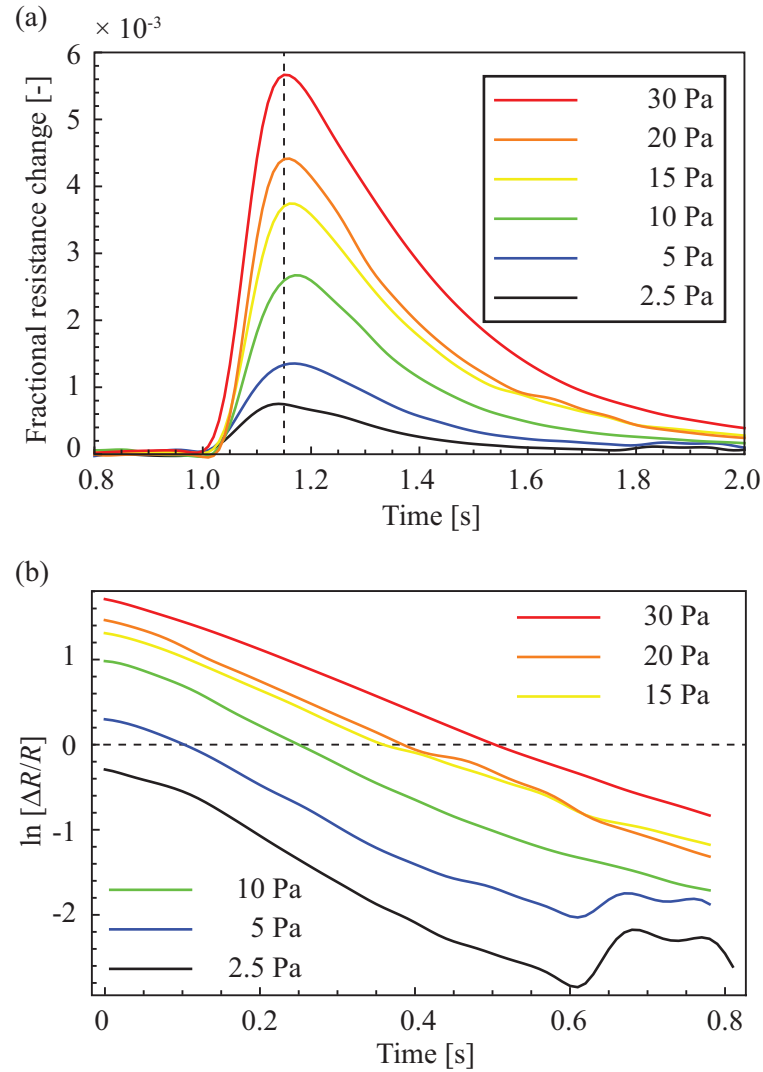 (a)
× 10⁻³
Fractional resistance change [-]
6
5
4
3
2
1
0
30 Pa
20 Pa
15 Pa
10 Pa
5 Pa
2.5 Pa
0.8 1.0 1.2 1.4 1.6 1.8 2.0
Time [s]
(b)
ln [ΔR/R]
1
0
-1
-2
30 Pa
20 Pa
15 Pa
10 Pa
5 Pa
2.5 Pa
0 0.2 0.4 0.6 0.8
Time [s]